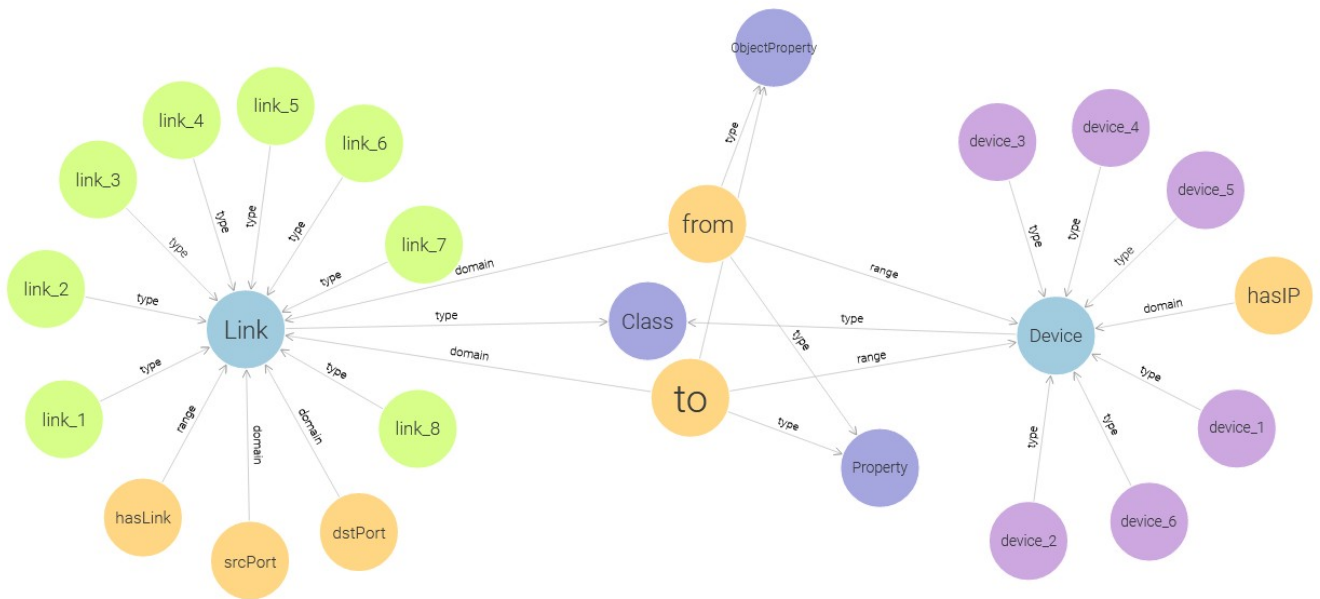 ObjectProperty
link_5
link_4
link_6
link_3
device_4
device_3
device_5
type
from
type
type
type
type
type
type
type
link_7
domain
range
type
type
link_2
type
hasIP
domain
Link
type
Class
type
Device
type
domain
range
type
type
type
to
link_1
link_8
range
domain
domain
type
type
type
device_1
Property
hasLink
srcPort
dstPort
device_2
device_6